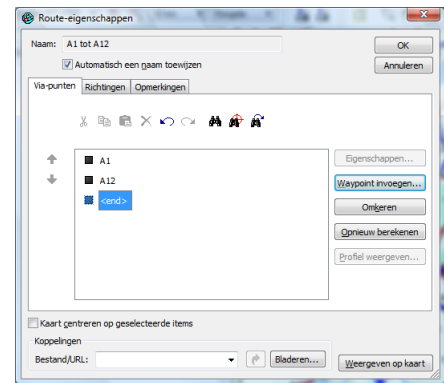 Route-eigenschappen
Naam: A1 tot A12
OK
Automatisch een naam toewijzen
Annuleren
Via-punten Richtingen Opmerkingen
A1
Eigenschappen...
A12
Waypoint invoegen...
<end>
Omkeren
Opnieuw berekenen
Profiel weergeven...
Kaart centreren op geselecteerde items
Koppelingen
Bestand/URL:
Bladeren...
Weergeven op kaart